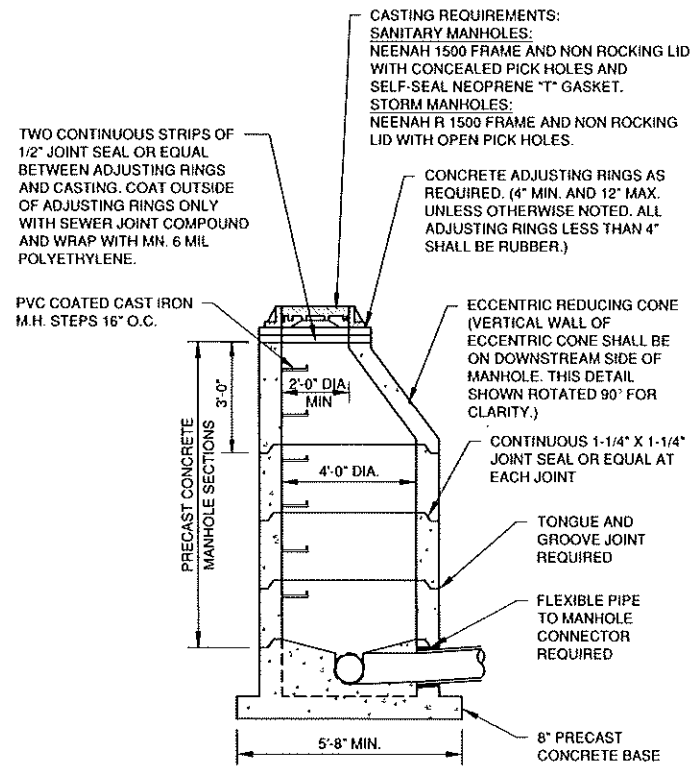 CASTING REQUIREMENTS:
SANITARY MANHOLES:
NEENAH 1500 FRAME AND NON ROCKING LID
WITH CONCEALED PICK HOLES AND
SELF-SEAL NEOPRENE "T" GASKET.
STORM MANHOLES:
NEENAH R 1500 FRAME AND NON ROCKING
LID WITH OPEN PICK HOLES.
TWO CONTINUOUS STRIPS OF
1/2" JOINT SEAL OR EQUAL
BETWEEN ADJUSTING RINGS
AND CASTING. COAT OUTSIDE
OF ADJUSTING RINGS ONLY
WITH SEWER JOINT COMPOUND
AND WRAP WITH MN. 6 MIL
POLYETHYLENE.
CONCRETE ADJUSTING RINGS AS
REQUIRED. (4" MIN. AND 12" MAX.
UNLESS OTHERWISE NOTED. ALL
ADJUSTING RINGS LESS THAN 4"
SHALL BE RUBBER.)
PVC COATED CAST IRON
M.H. STEPS 16" O.C.
ECCENTRIC REDUCING CONE
(VERTICAL WALL OF
ECCENTRIC CONE SHALL BE
ON DOWNSTREAM SIDE OF
MANHOLE. THIS DETAIL
SHOWN ROTATED 90° FOR
CLARITY.)
3'-0"
2'-0" DIA
MIN
PRECAST CONCRETE
MANHOLE SECTIONS
4'-0" DIA.
CONTINUOUS 1-1/4" X 1-1/4"
JOINT SEAL OR EQUAL AT
EACH JOINT
TONGUE AND
GROOVE JOINT
REQUIRED
FLEXIBLE PIPE
TO MANHOLE
CONNECTOR
REQUIRED
5'-8" MIN.
8" PRECAST
CONCRETE BASE